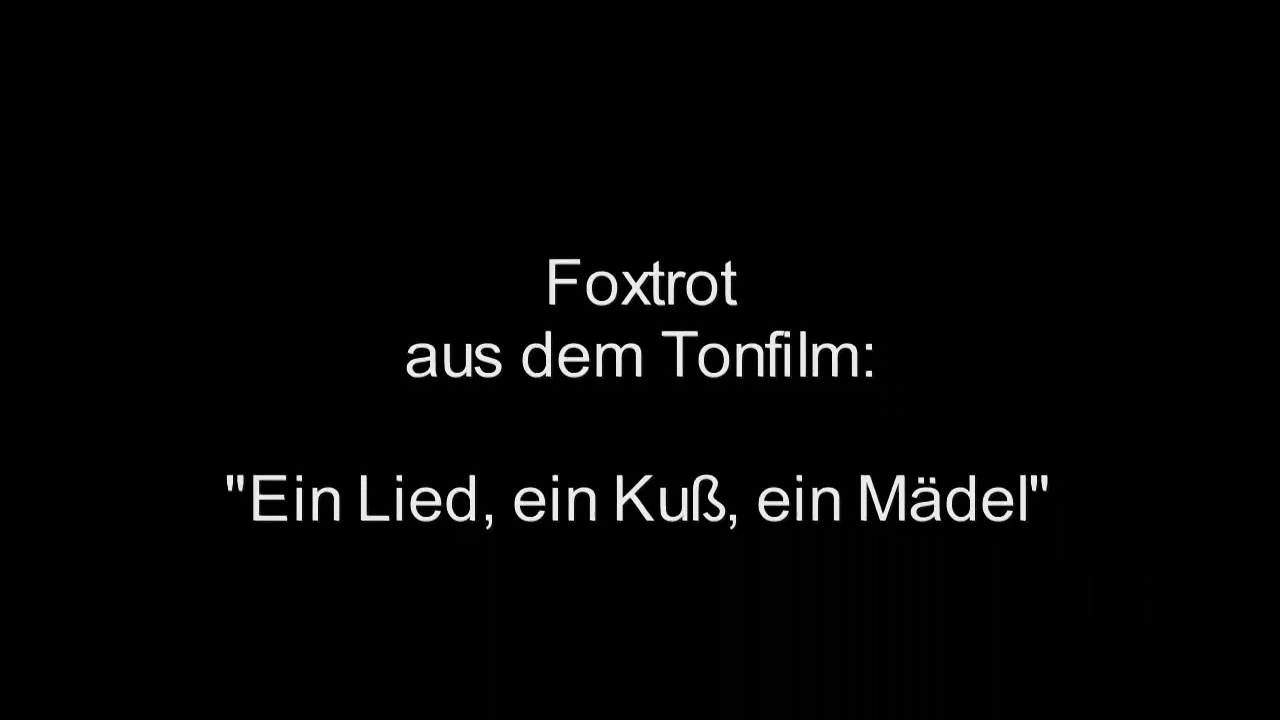 Foxtrot
aus dem Tonfilm:
"Ein Lied, ein Kuß, ein Mädel"